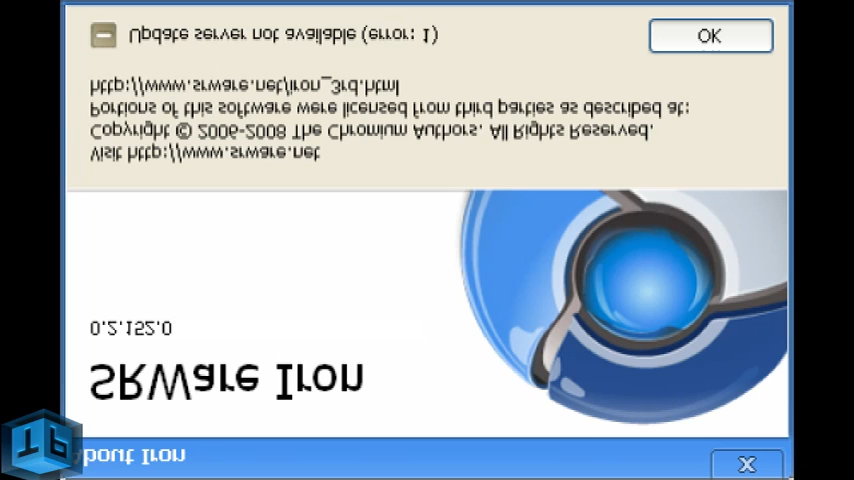 About Iron
SRWare Iron
0.2.152.0
Visit http://www.srware.net
Copyright © 2006-2008 The Chromium Authors. All Rights Reserved.
Portions of this software were licensed from third parties as described at:
http://www.srware.net/iron_3rd.html
Update server not available (error: 1)
OK